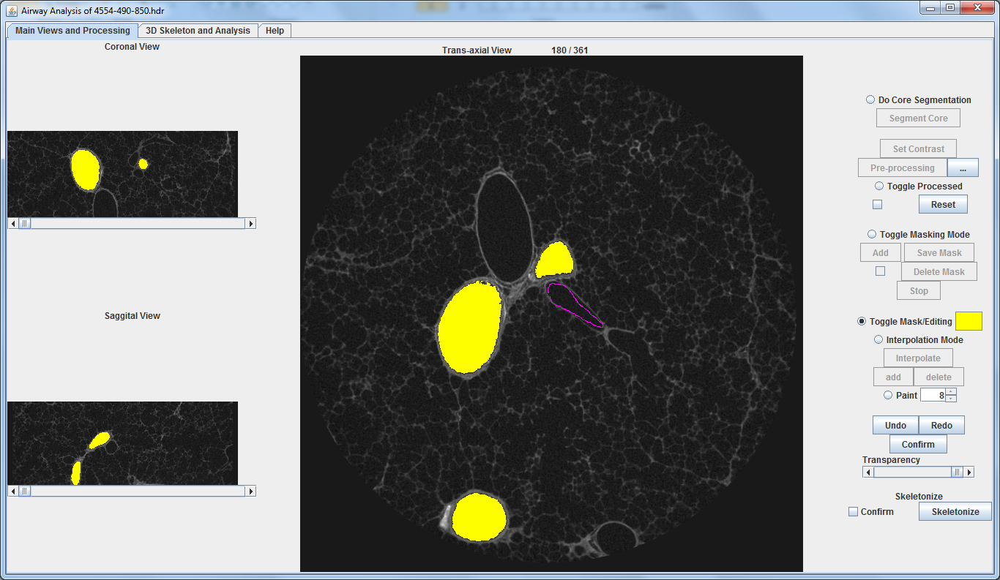 Airway Analysis of 4554-490-850.hdr
Main Views and Processing
3D Skeleton and Analysis
Help
Coronal View
Trans-axial View
180 / 361
Saggital View
Do Core Segmentation
Segment Core
Set Contrast
Pre-processing
...
Toggle Processed
Reset
Toggle Masking Mode
Add
Save Mask
Delete Mask
Stop
Toggle Mask/Editing
Interpolation Mode
Interpolate
add
delete
Paint
8
Undo
Redo
Confirm
Transparency
Skeletonize
Confirm
Skeletonize